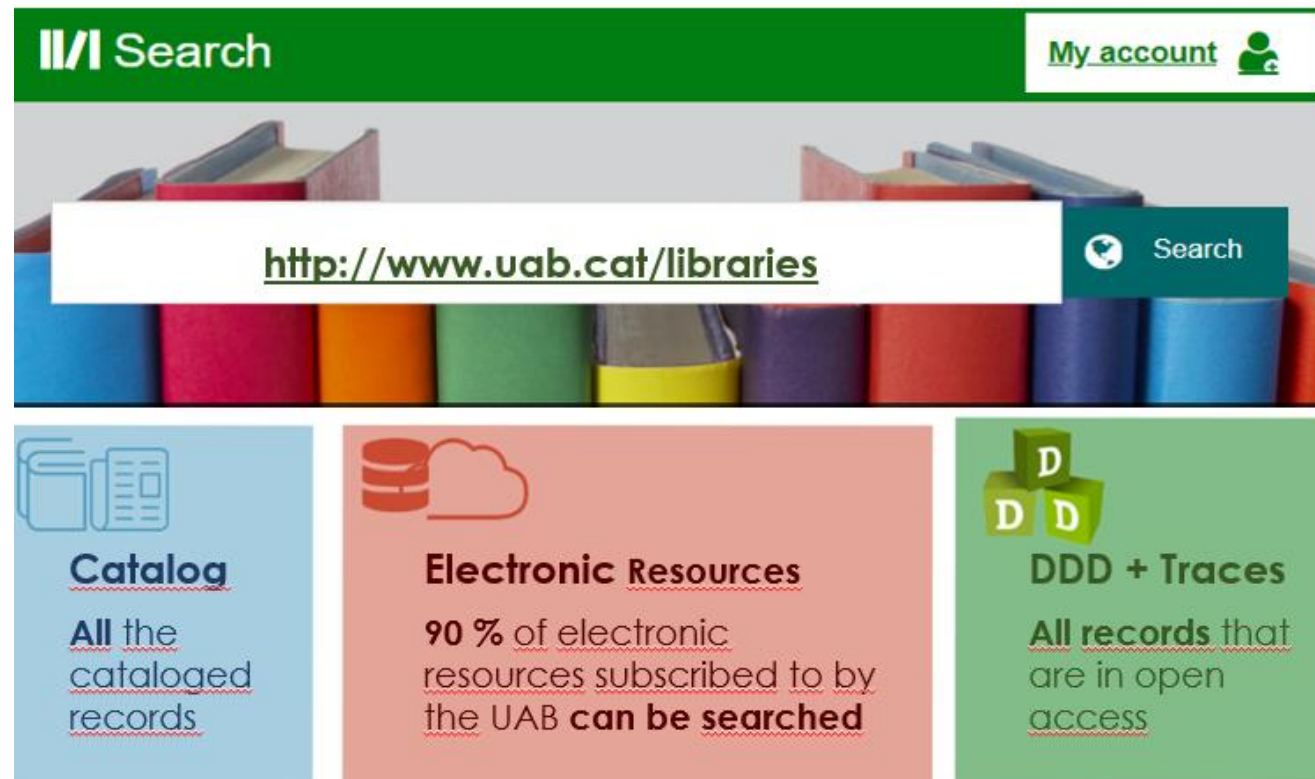 Search
My account
http://www.uab.cat/libraries
Search
D
D D
Catalog
All the
cataloged
records
Electronic Resources
90 % of electronic
resources subscribed to by
the UAB can be searched
DDD + Traces
All records that
are in open
access